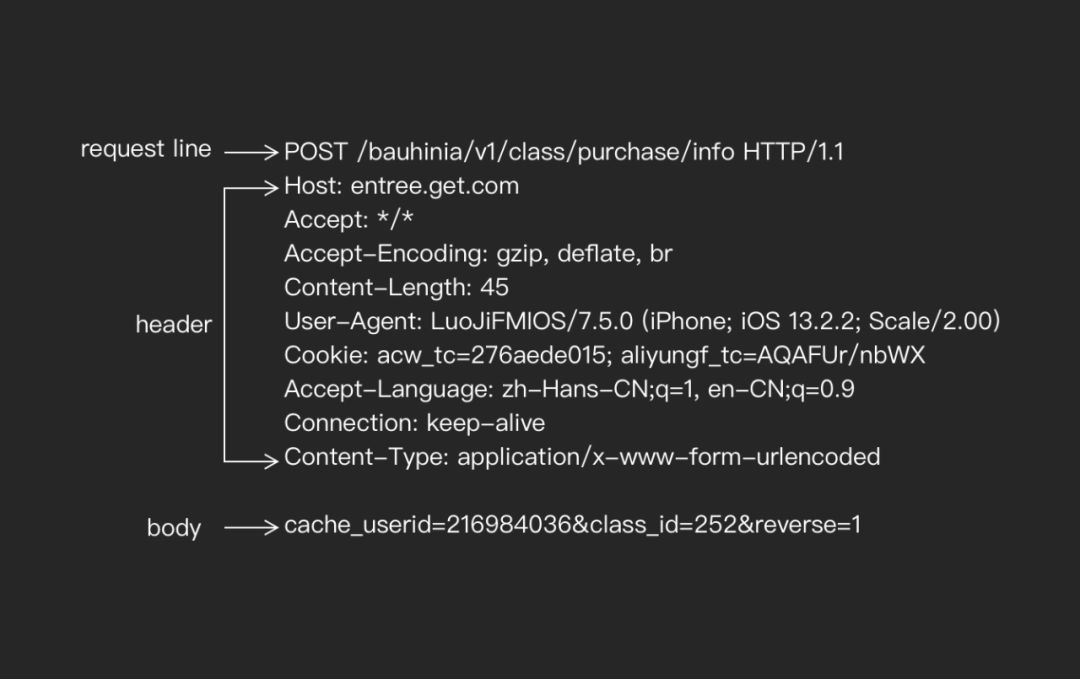 request line
POST /bauhinia/v1/class/purchase/info HTTP/1.1
Host: entree.get.com
Accept: */*
Accept-Encoding: gzip, deflate, br
Content-Length: 45
header
User-Agent: LuoJiFMIOS/7.5.0 (iPhone; iOS 13.2.2; Scale/2.00)
Cookie: acw_tc=276aede015; aliyungf_tc=AQAFUr/nbWX
Accept-Language: zh-Hans-CN;q=1, en-CN;q=0.9
Connection: keep-alive
Content-Type: application/x-www-form-urlencoded
body
cache_userid=216984036&class_id=252&reverse=1